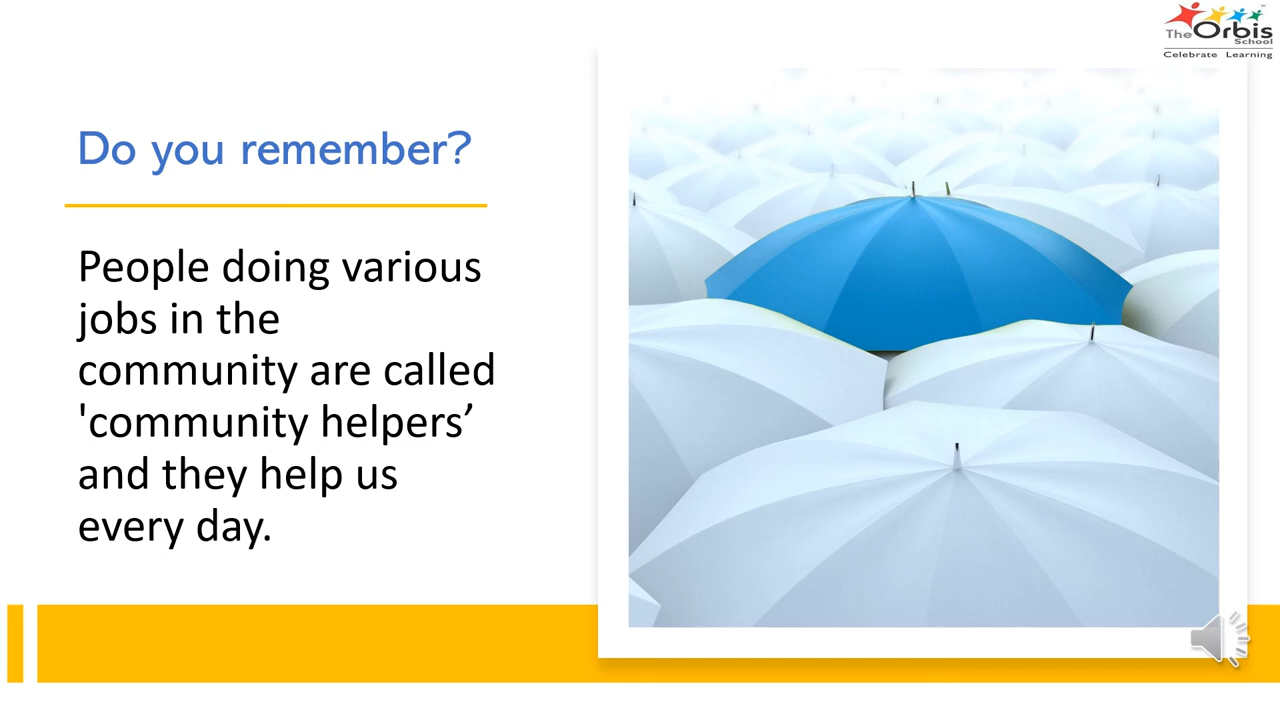 The Orbis
School
Celebrate Learning
Do you remember?
People doing various
jobs in the
community are called
'community helpers’
and they help us
every day.